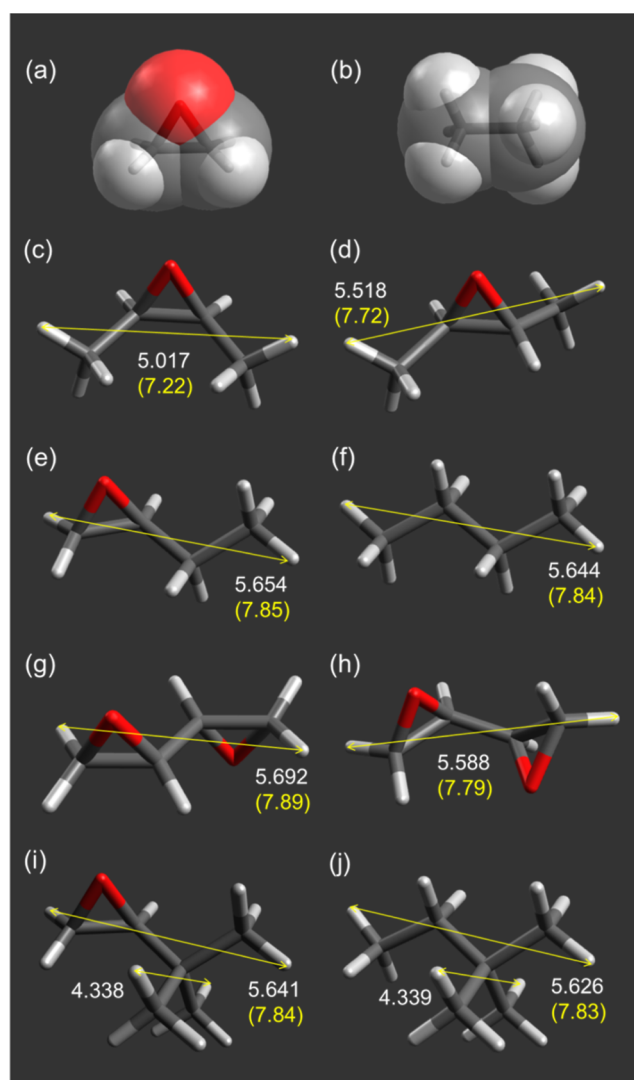 (a)
(b)
(c)
(d)
5.518
(7.72)
5.017
(7.22)
(e)
(f)
5.654
(7.85)
5.644
(7.84)
(g)
(h)
5.692
(7.89)
5.588
(7.79)
(i)
(j)
4.338
5.641
(7.84)
4.339
5.626
(7.83)